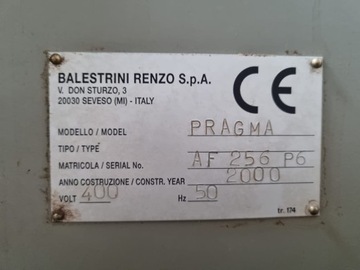 BALESTRINI RENZO S.p.A.
V. DON STURZO, 3
20030 SEVESO (MI) - ITALY
CE
MODELLO / MODEL PRAGMA
TIPO / TYPE AF 256 P6
MATRICOLA / SERIAL No.
ANNO COSTRUZIONE / CONSTR. YEAR 2000
VOLT 400 Hz 50
tr. 174